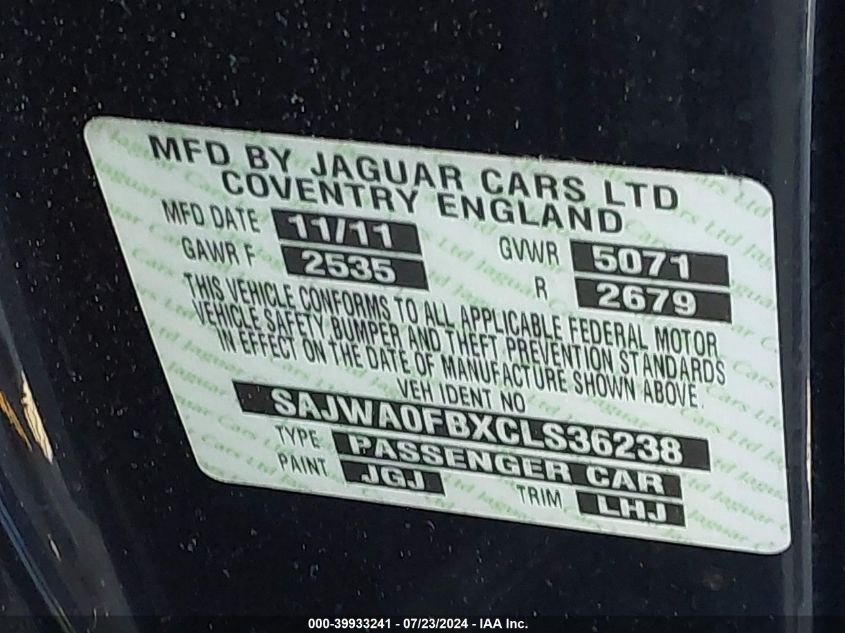 MFD BY JAGUAR CARS LTD
COVENTRY ENGLAND
MFD DATE 11/11 GVWR 5071
GAWR F 2535 R 2679
THIS VEHICLE CONFORMS TO ALL APPLICABLE FEDERAL MOTOR
VEHICLE SAFETY, BUMPER AND THEFT PREVENTION STANDARDS
IN EFFECT ON THE DATE OF MANUFACTURE SHOWN ABOVE.
VEH IDENT NO
SAJWA0FBXCLS36238
TYPE PASSENGER CAR
PAINT JGJ TRIM LHJ
000-39933241 - 07/23/2024 - IAA Inc.